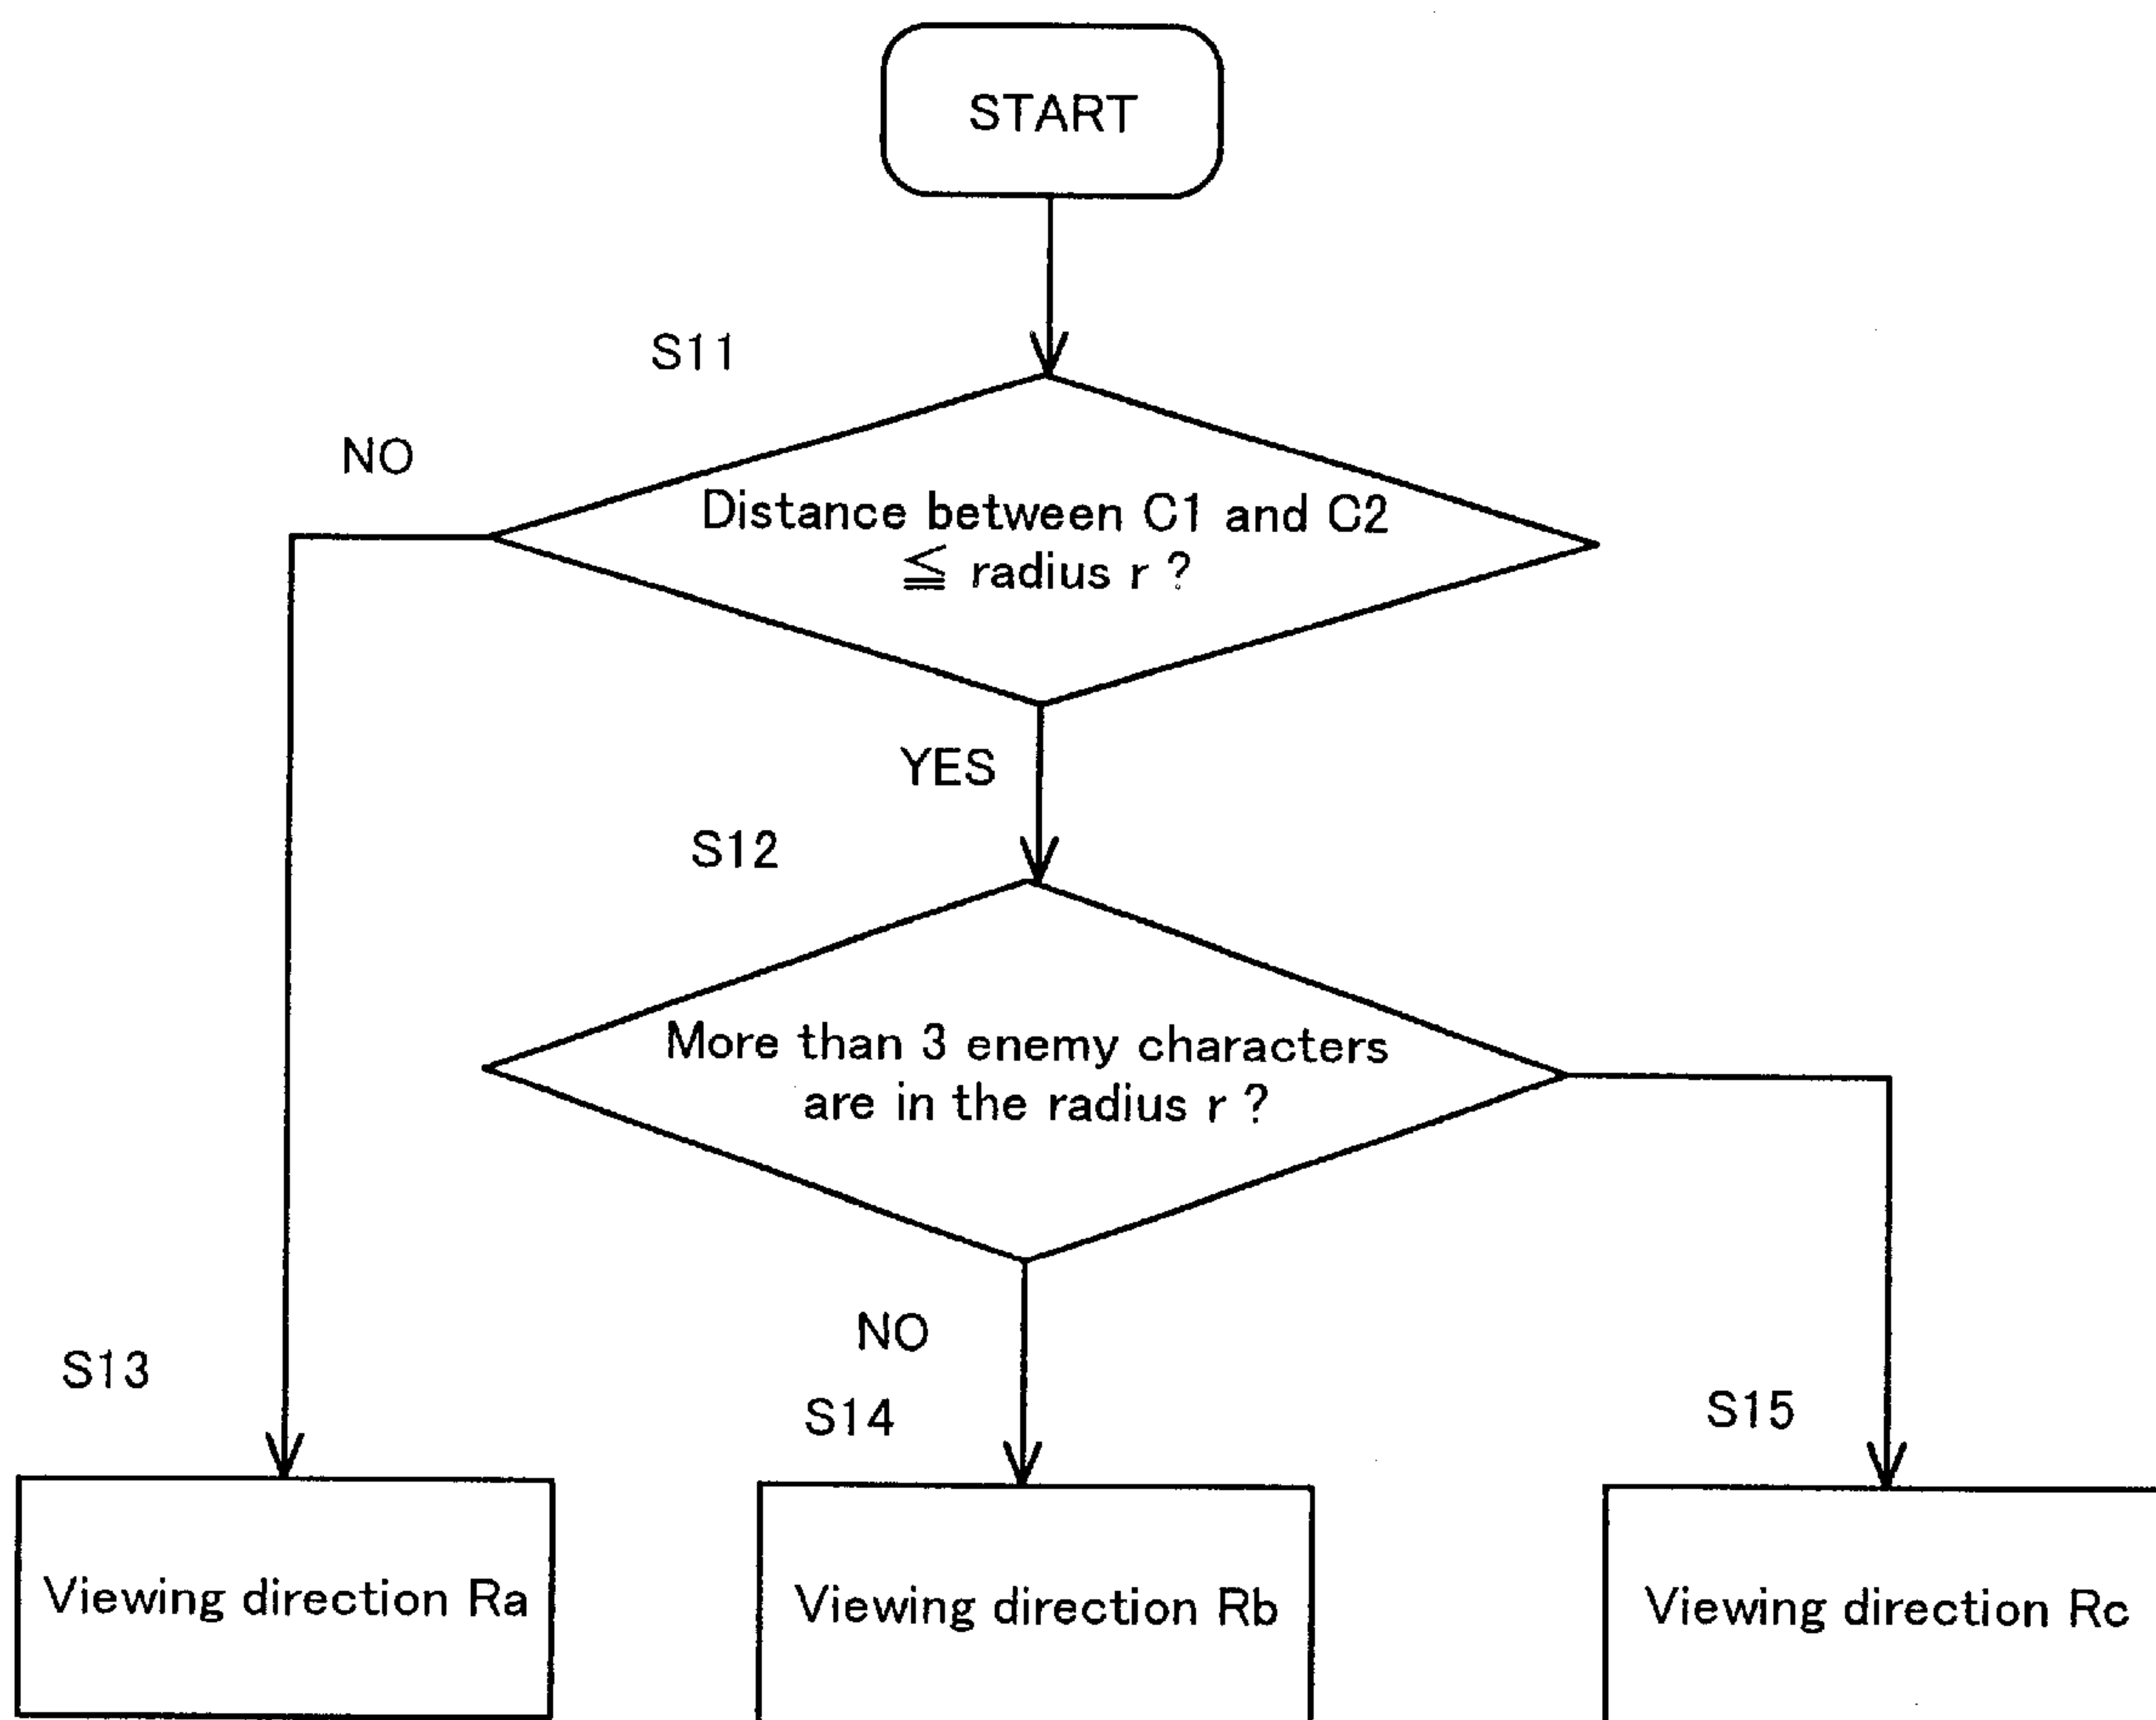 START
S11
NO
Distance between C1 and C2
≦ radius r ?
YES
S12
More than 3 enemy characters
are in the radius r ?
NO
S13
S14
S15
Viewing direction Ra
Viewing direction Rb
Viewing direction Rc